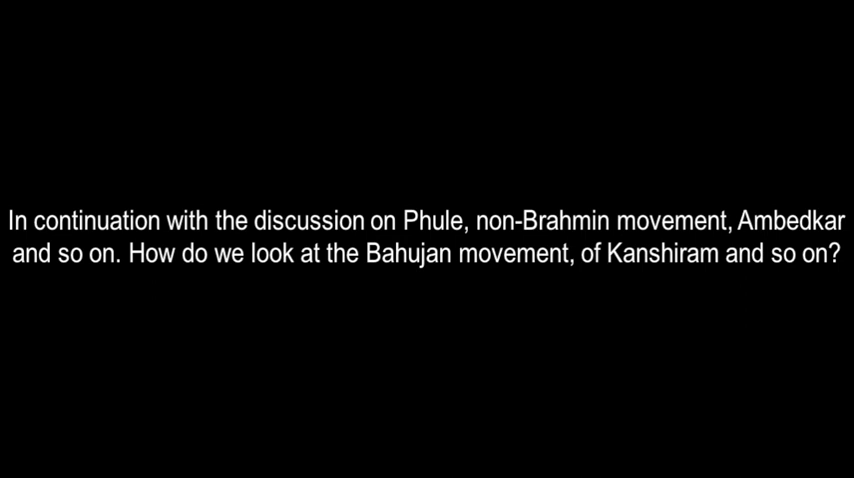 In continuation with the discussion on Phule, non-Brahmin movement, Ambedkar
and so on. How do we look at the Bahujan movement, of Kanshiram and so on?